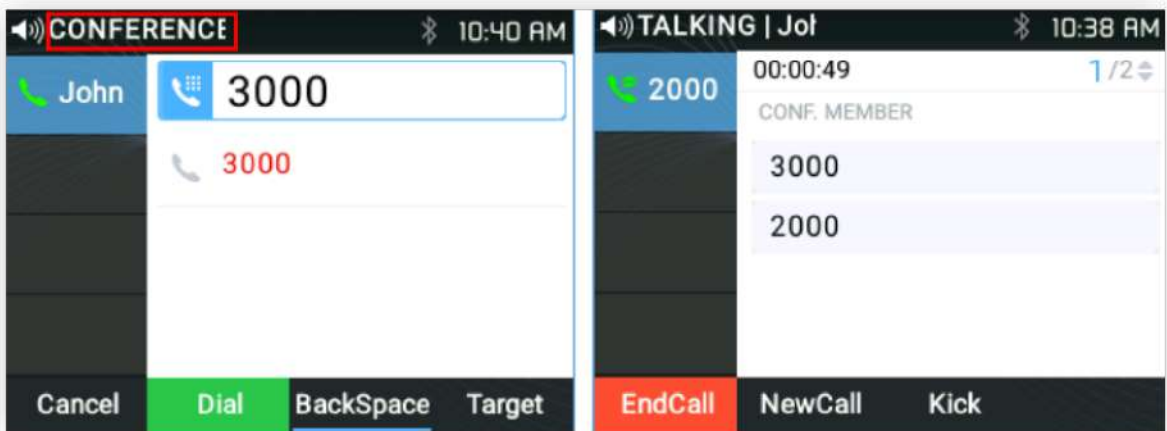 CONFERENCE 10:40 AM
John
3000
3000
Cancel Dial BackSpace Target
TALKING | Joh 10:38 AM
2000
00:00:49 1/2
CONF. MEMBER
3000
2000
EndCall NewCall Kick